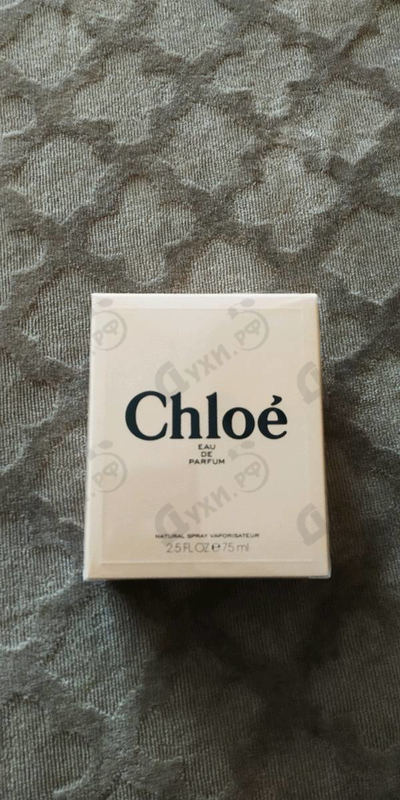 Chloé
EAU
DE
PARFUM
NATURAL SPRAY VAPORISATEUR
2.5 FL OZ ℮ 75 ml
Духи.РФ
Духи.РФ